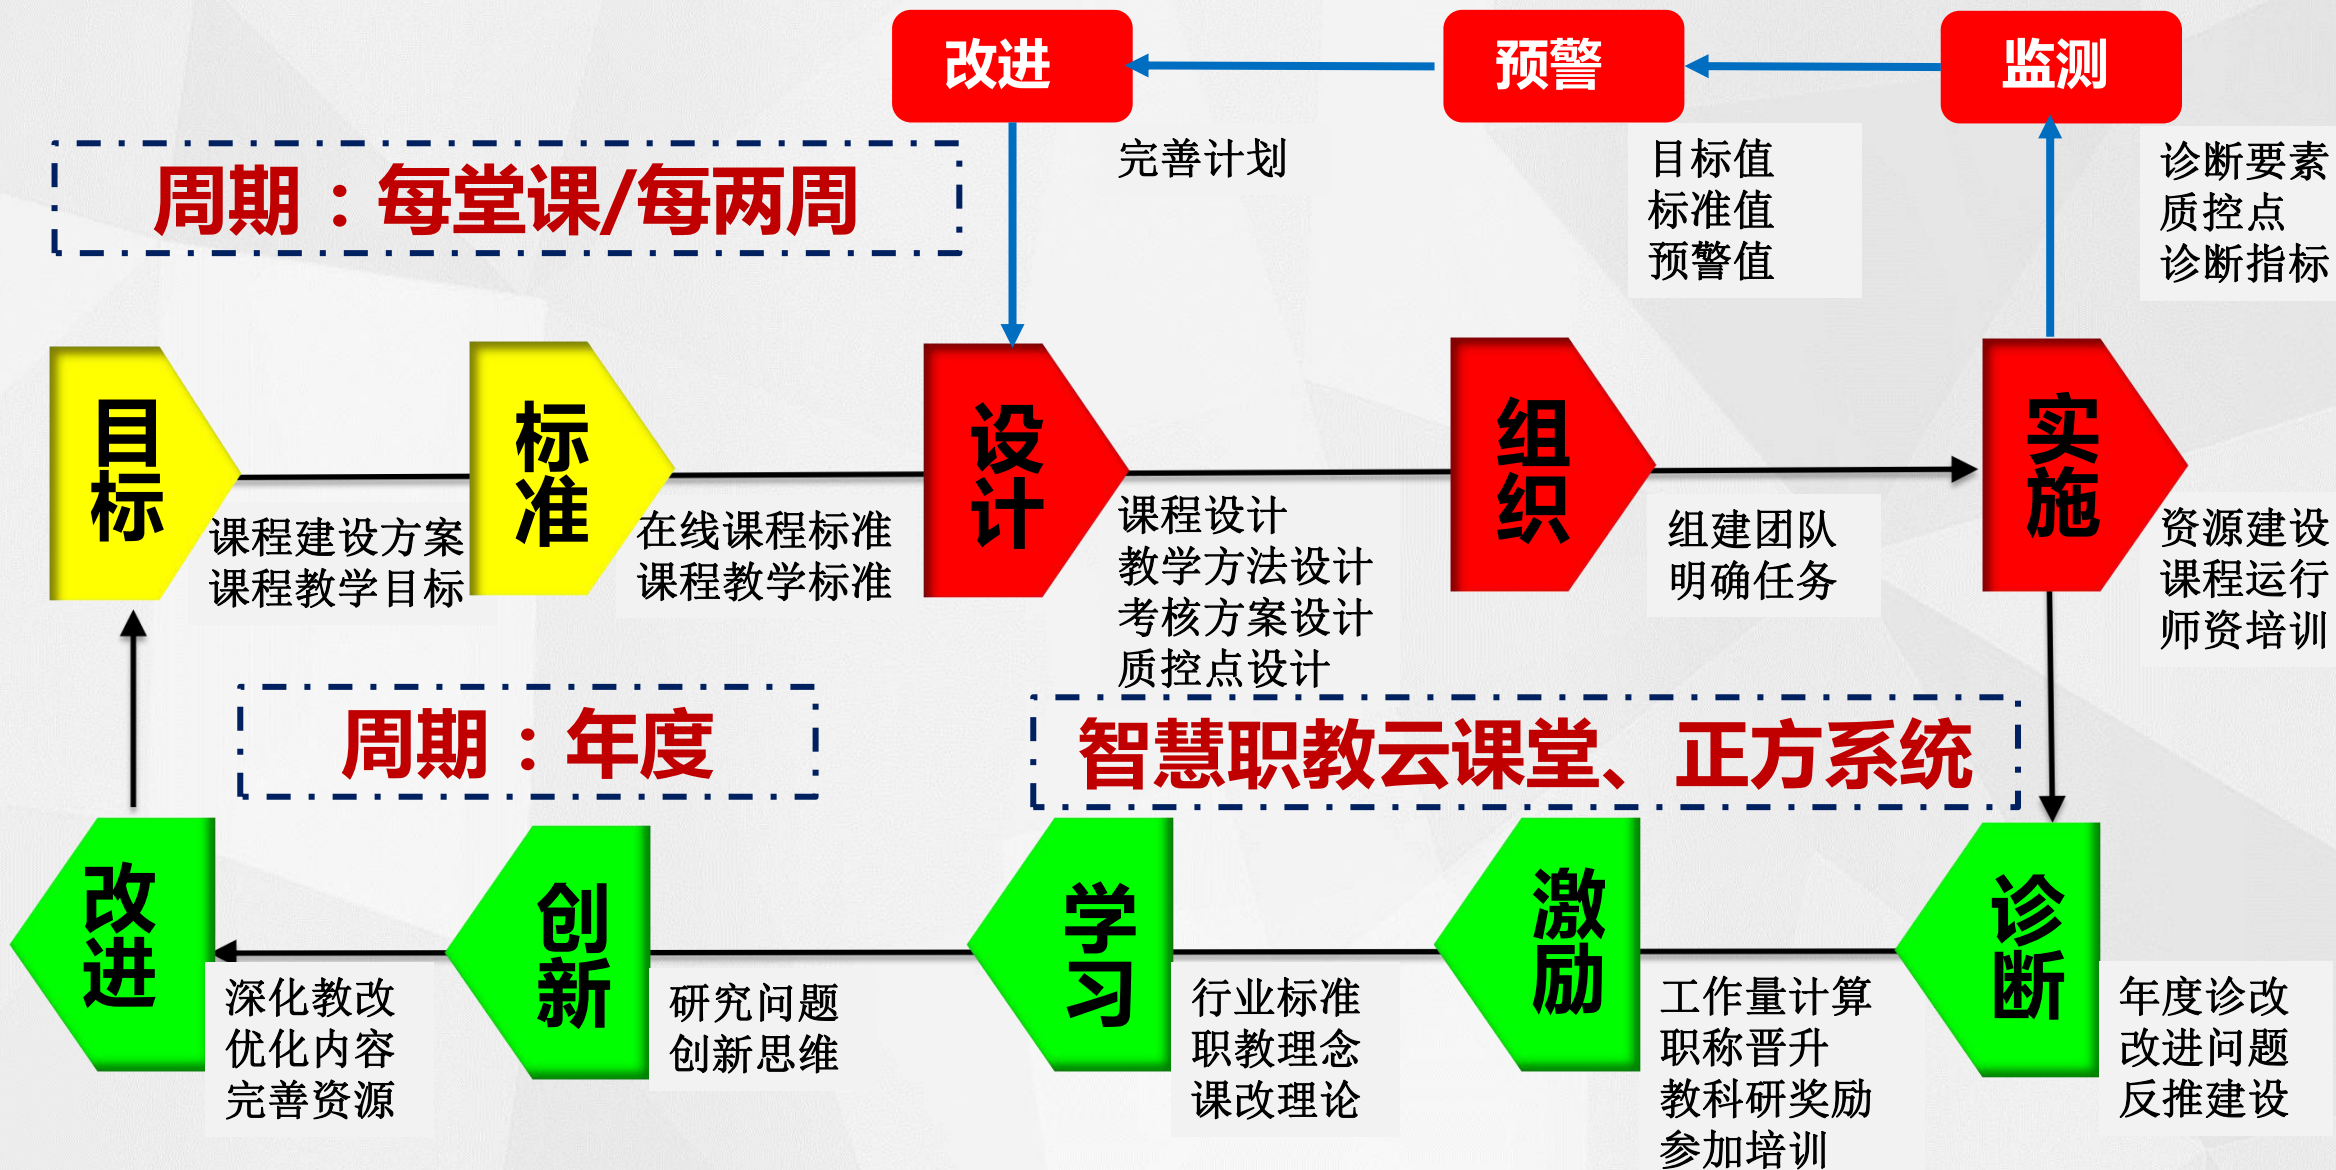 改进
预警
监测
完善计划
目标值
标准值
预警值
诊断要素
质控点
诊断指标
周期：每堂课/每两周
目标
标准
设计
组织
实施
课程建设方案
课程教学目标
在线课程标准
课程教学标准
课程设计
教学方法设计
考核方案设计
质控点设计
组建团队
明确任务
资源建设
课程运行
师资培训
周期：年度
智慧职教云课堂、正方系统
改进
创新
学习
激励
诊断
深化教改
优化内容
完善资源
研究问题
创新思维
行业标准
职教理念
课改理论
工作量计算
职称晋升
教科研奖励
参加培训
年度诊改
改进问题
反推建设